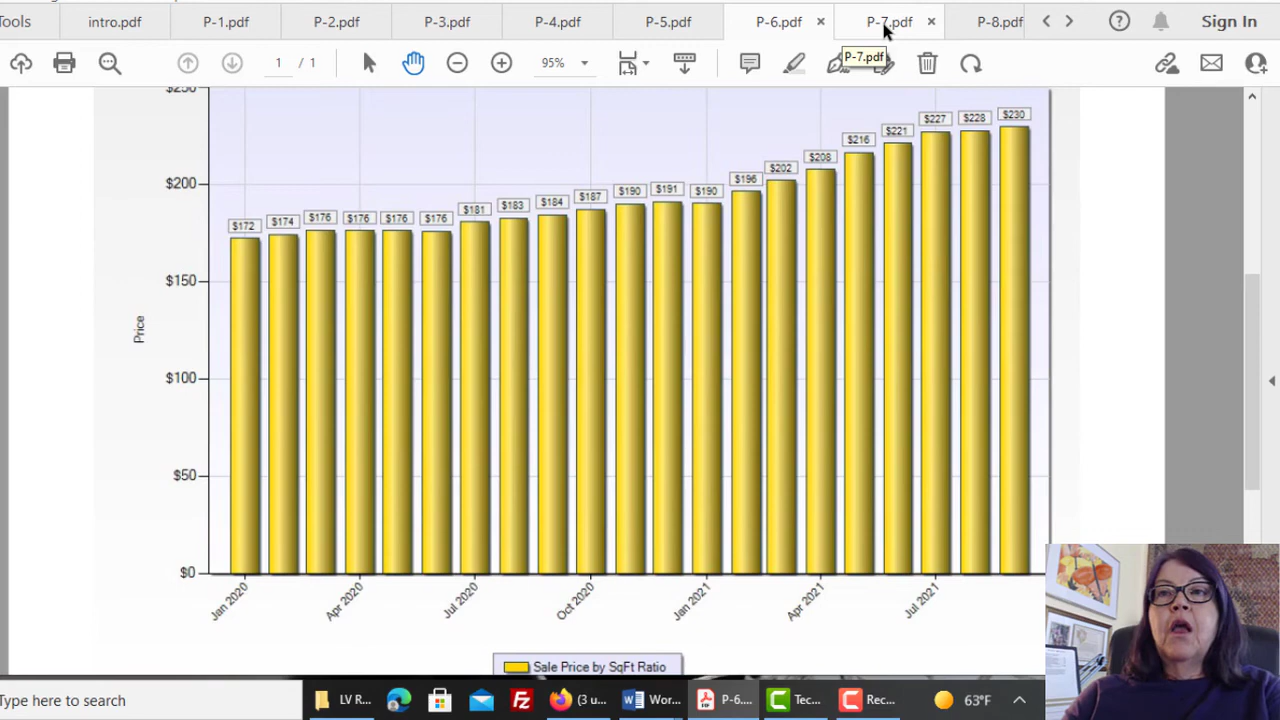 Tools intro.pdf P-1.pdf P-2.pdf P-3.pdf P-4.pdf P-5.pdf P-6.pdf × P-7.pdf × P-8.pdf ? Sign In
1 / 1 95% P-7.pdf
$250
$230
$228
$227
$221
$216
$208
$202
$196
$200
$172 $174 $176 $176 $176 $176 $181 $183 $184 $187 $190 $191 $190
$150
Price
$100
$50
$0
Jan 2020 Apr 2020 Jul 2020 Oct 2020 Jan 2021 Apr 2021 Jul 2021
Sale Price by SqFt Ratio
Type here to search LV R... (3 u... Wor... P-6.... Tec... Rec... 63°F